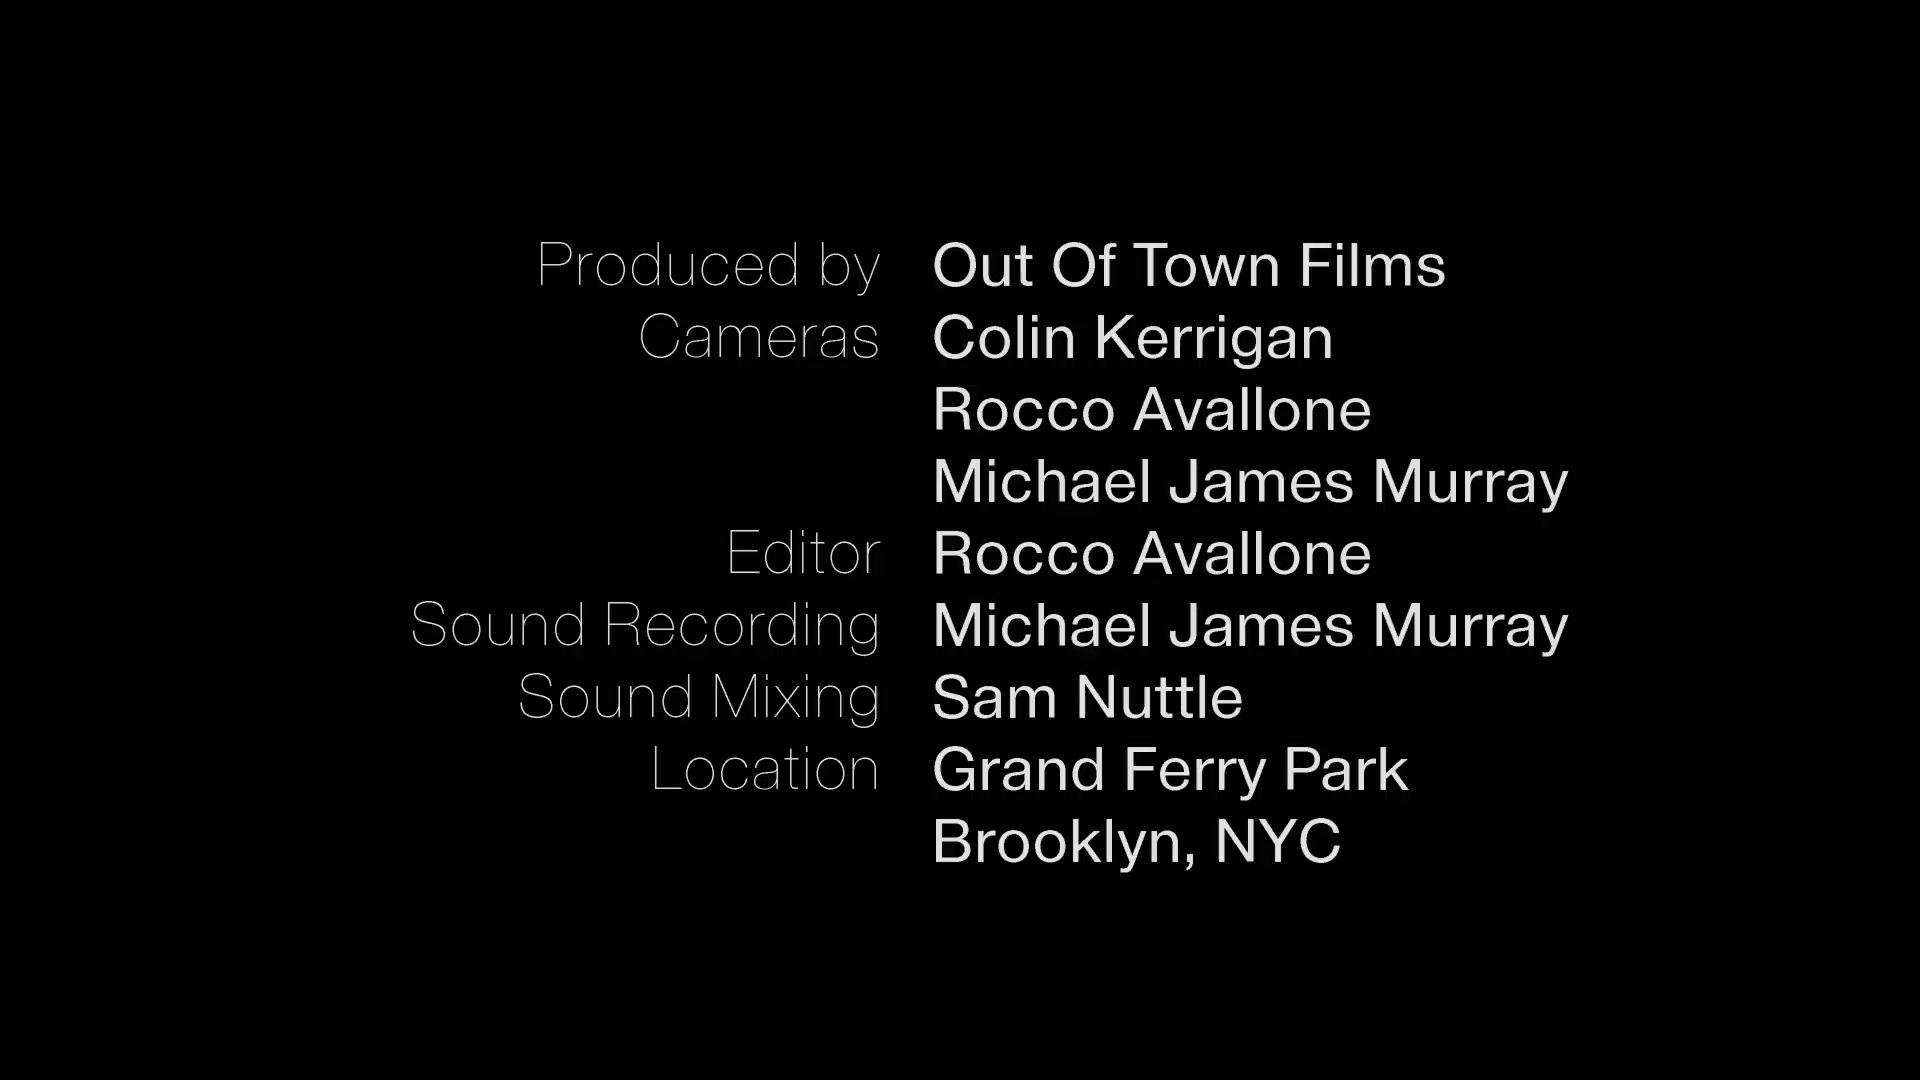 Produced by Out Of Town Films
Cameras Colin Kerrigan
Rocco Avallone
Michael James Murray
Editor Rocco Avallone
Sound Recording Michael James Murray
Sound Mixing Sam Nuttle
Location Grand Ferry Park
Brooklyn, NYC